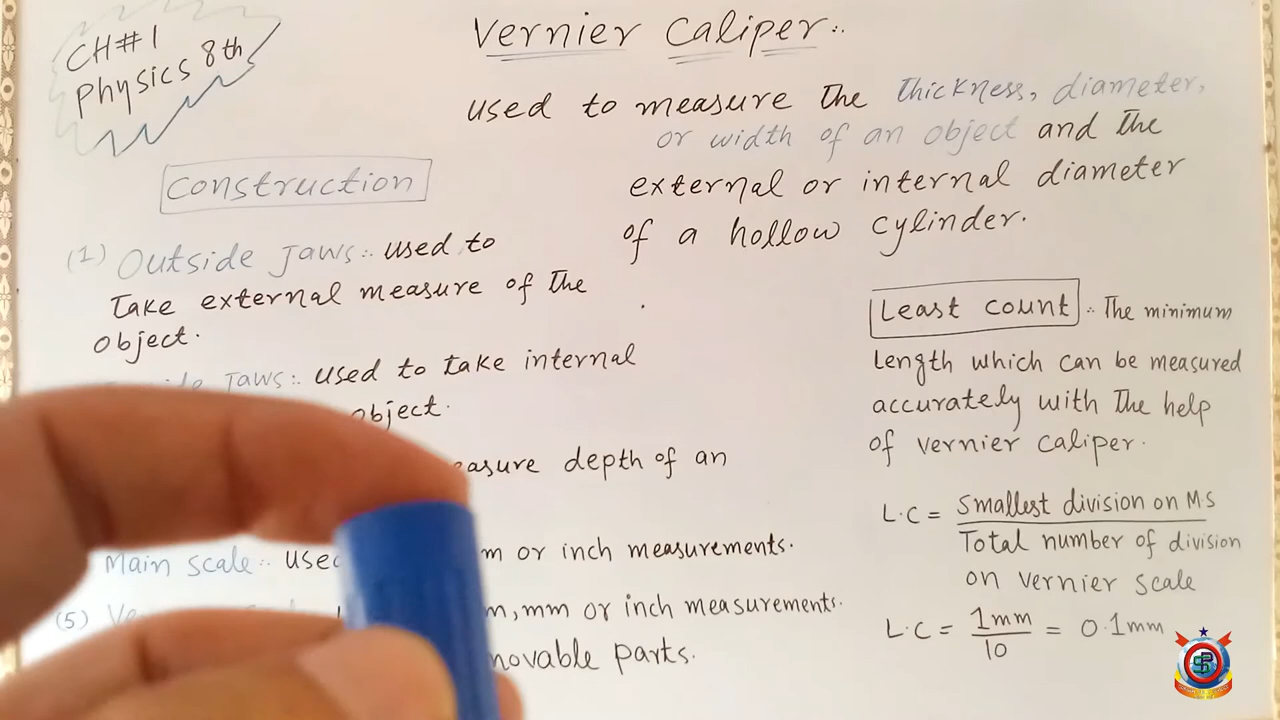 CH#1
Physics 8th
Vernier Caliper:.
used to measure the thickness, diameter,
or width of an object and the
external or internal diameter
of a hollow cylinder.
Construction
(1) Outside jaws:. used to
take external measure of the
object.
jaws:. used to take internal
object.
measure depth of an
Main scale:. used
m or inch measurements.
(5)
m, mm or inch measurements.
movable parts.
Least count:. The minimum
length which can be measured
accurately with the help
of vernier caliper.
L.C = Smallest division on M.S
Total number of division
on vernier scale
L.C = 1mm / 10 = 0.1mm